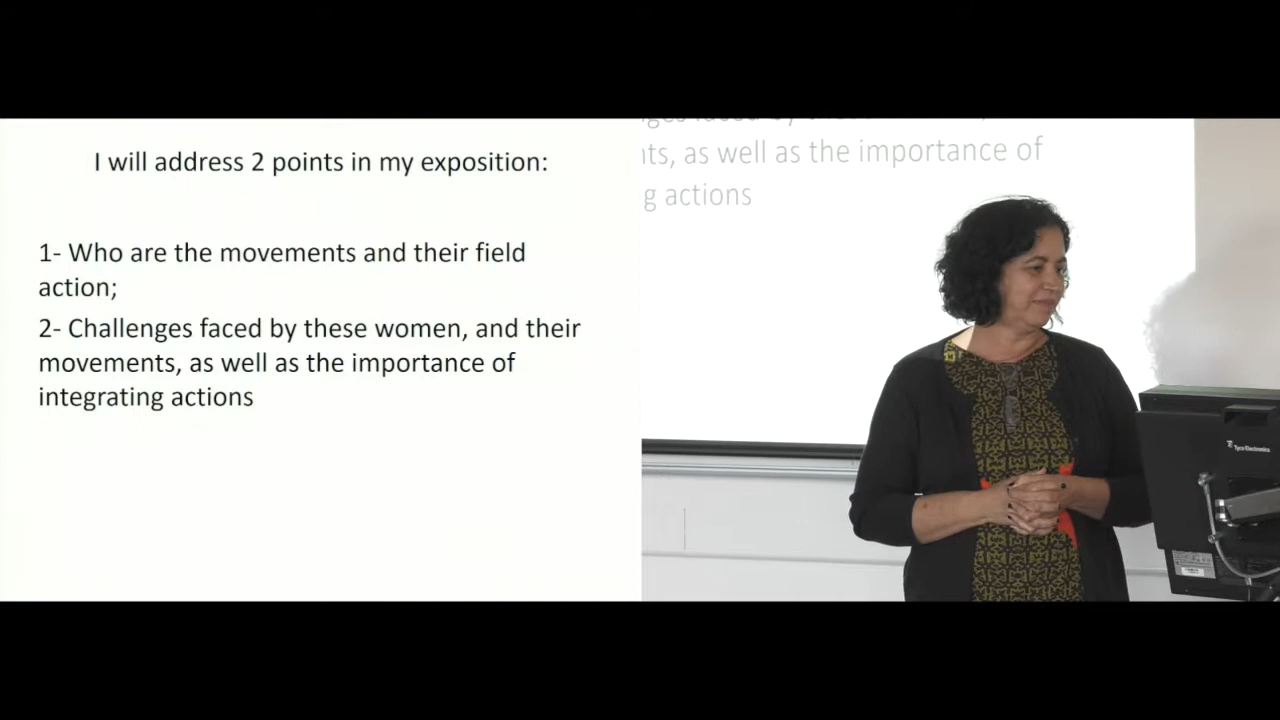 I will address 2 points in my exposition:
1- Who are the movements and their field
action;
2- Challenges faced by these women, and their
movements, as well as the importance of
integrating actions
as well as the importance of
actions
Tyco Electronics